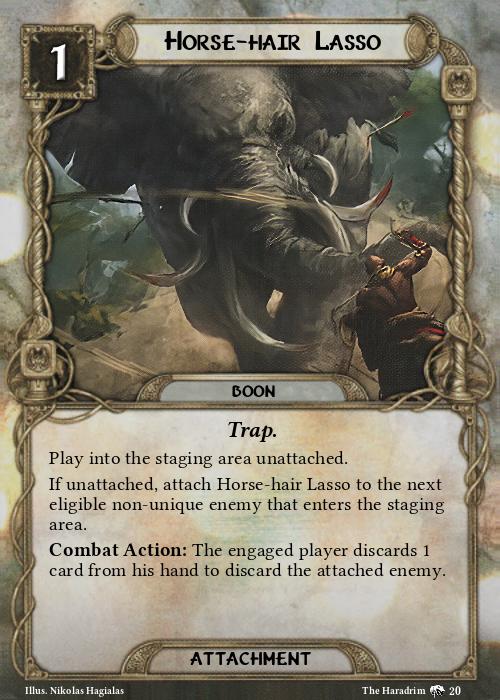 1
HORSE-HAIR LASSO
BOON
Trap.
Play into the staging area unattached.
If unattached, attach Horse-hair Lasso to the next
eligible non-unique enemy that enters the staging
area.
Combat Action: The engaged player discards 1
card from his hand to discard the attached enemy.
ATTACHMENT
Illus. Nikolas Hagialas
The Haradrim 20